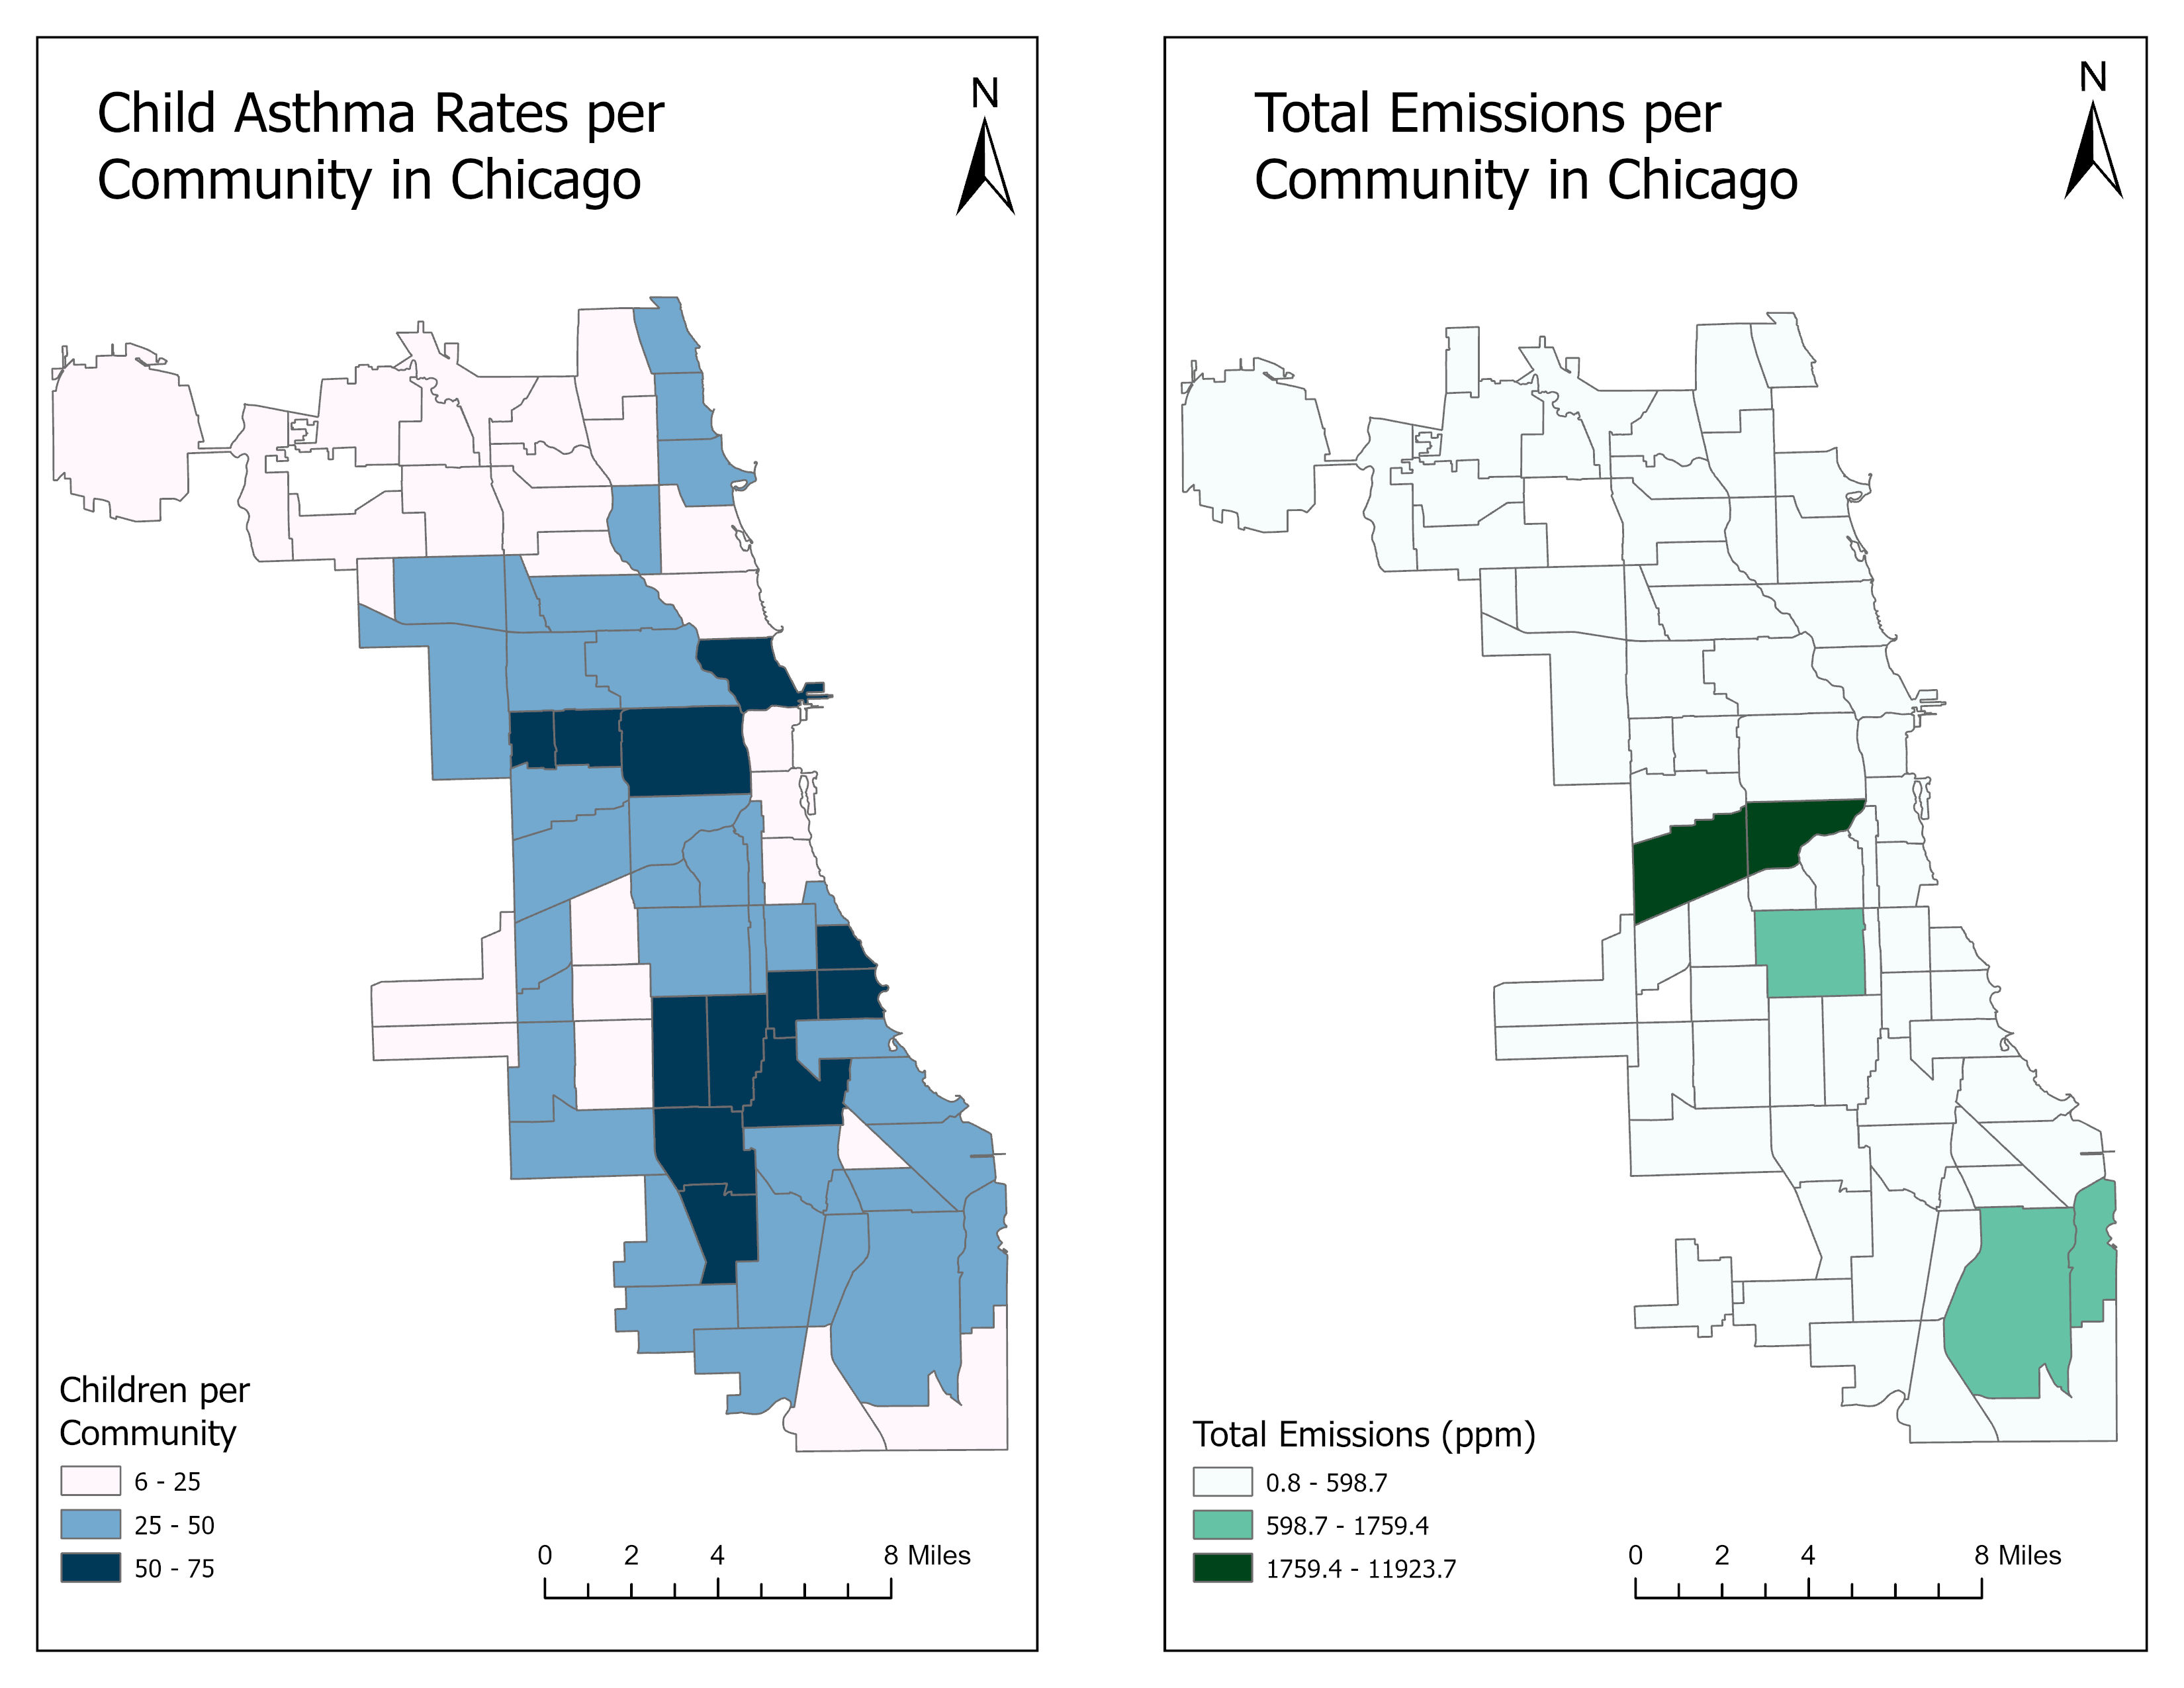 Child Asthma Rates per
Community in Chicago
N
Children per
Community
6 - 25
25 - 50
50 - 75
0 2 4 8 Miles
Total Emissions per
Community in Chicago
N
Total Emissions (ppm)
0.8 - 598.7
598.7 - 1759.4
1759.4 - 11923.7
0 2 4 8 Miles